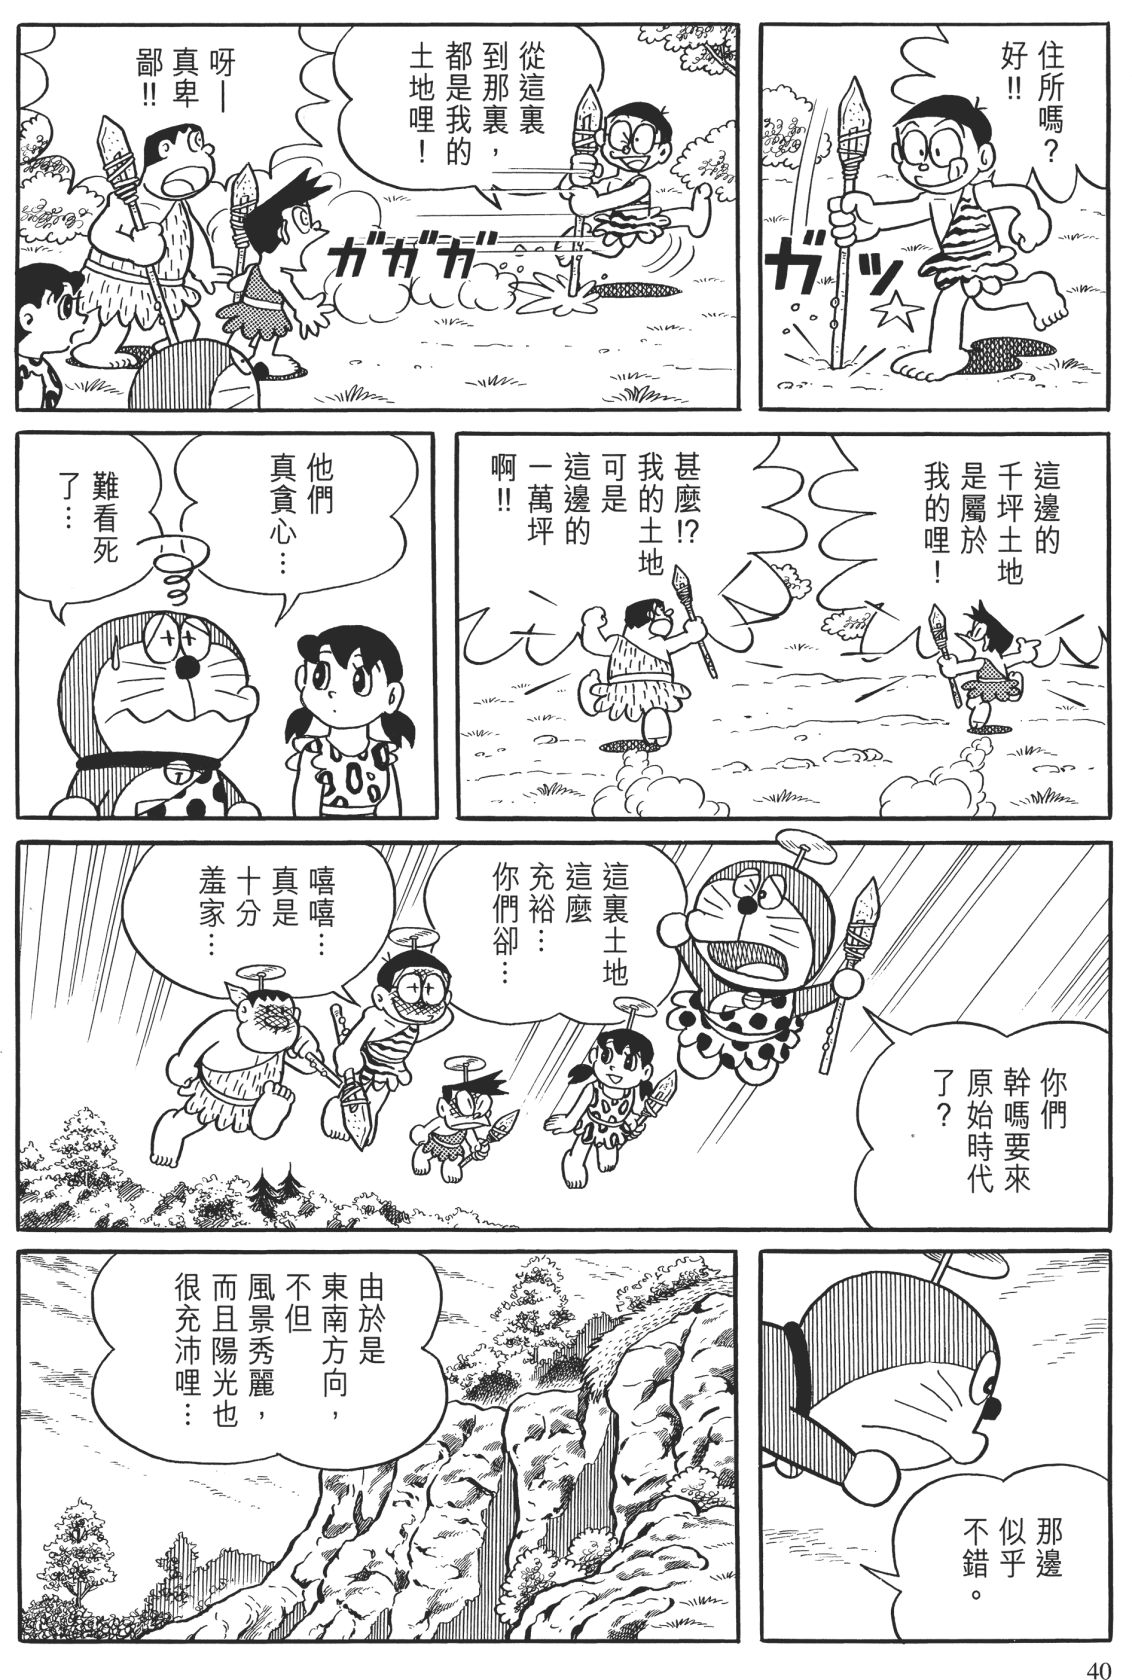 住所嗎？
好!!
ガッ
從這裏
到那裏，
都是我的
土地哩！
ガガガ
呀ー
真卑
鄙!!
這邊的
千坪土地
是屬於
我的哩！
甚麼!?
我的土地
可是
這邊的
一萬坪
啊!!
他們
真貪心…
難看死
了…
你們
幹嗎要來
原始時代
了？
這裏土地
這麼
充裕…
你們卻…
嘻嘻…
真是
十分
羞家…
那邊
似乎
不錯。
由於是
東南方向，
不但
風景秀麗，
而且陽光也
很充沛哩…
40